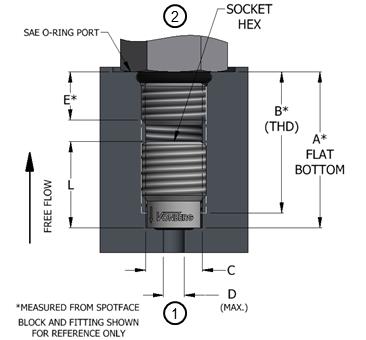 2
SOCKET
HEX
SAE O-RING PORT
E*
B*
(THD)
A*
FLAT
BOTTOM
L
FREE FLOW
VONBERG
C
D
(MAX.)
1
*MEASURED FROM SPOTFACE
BLOCK AND FITTING SHOWN
FOR REFERENCE ONLY